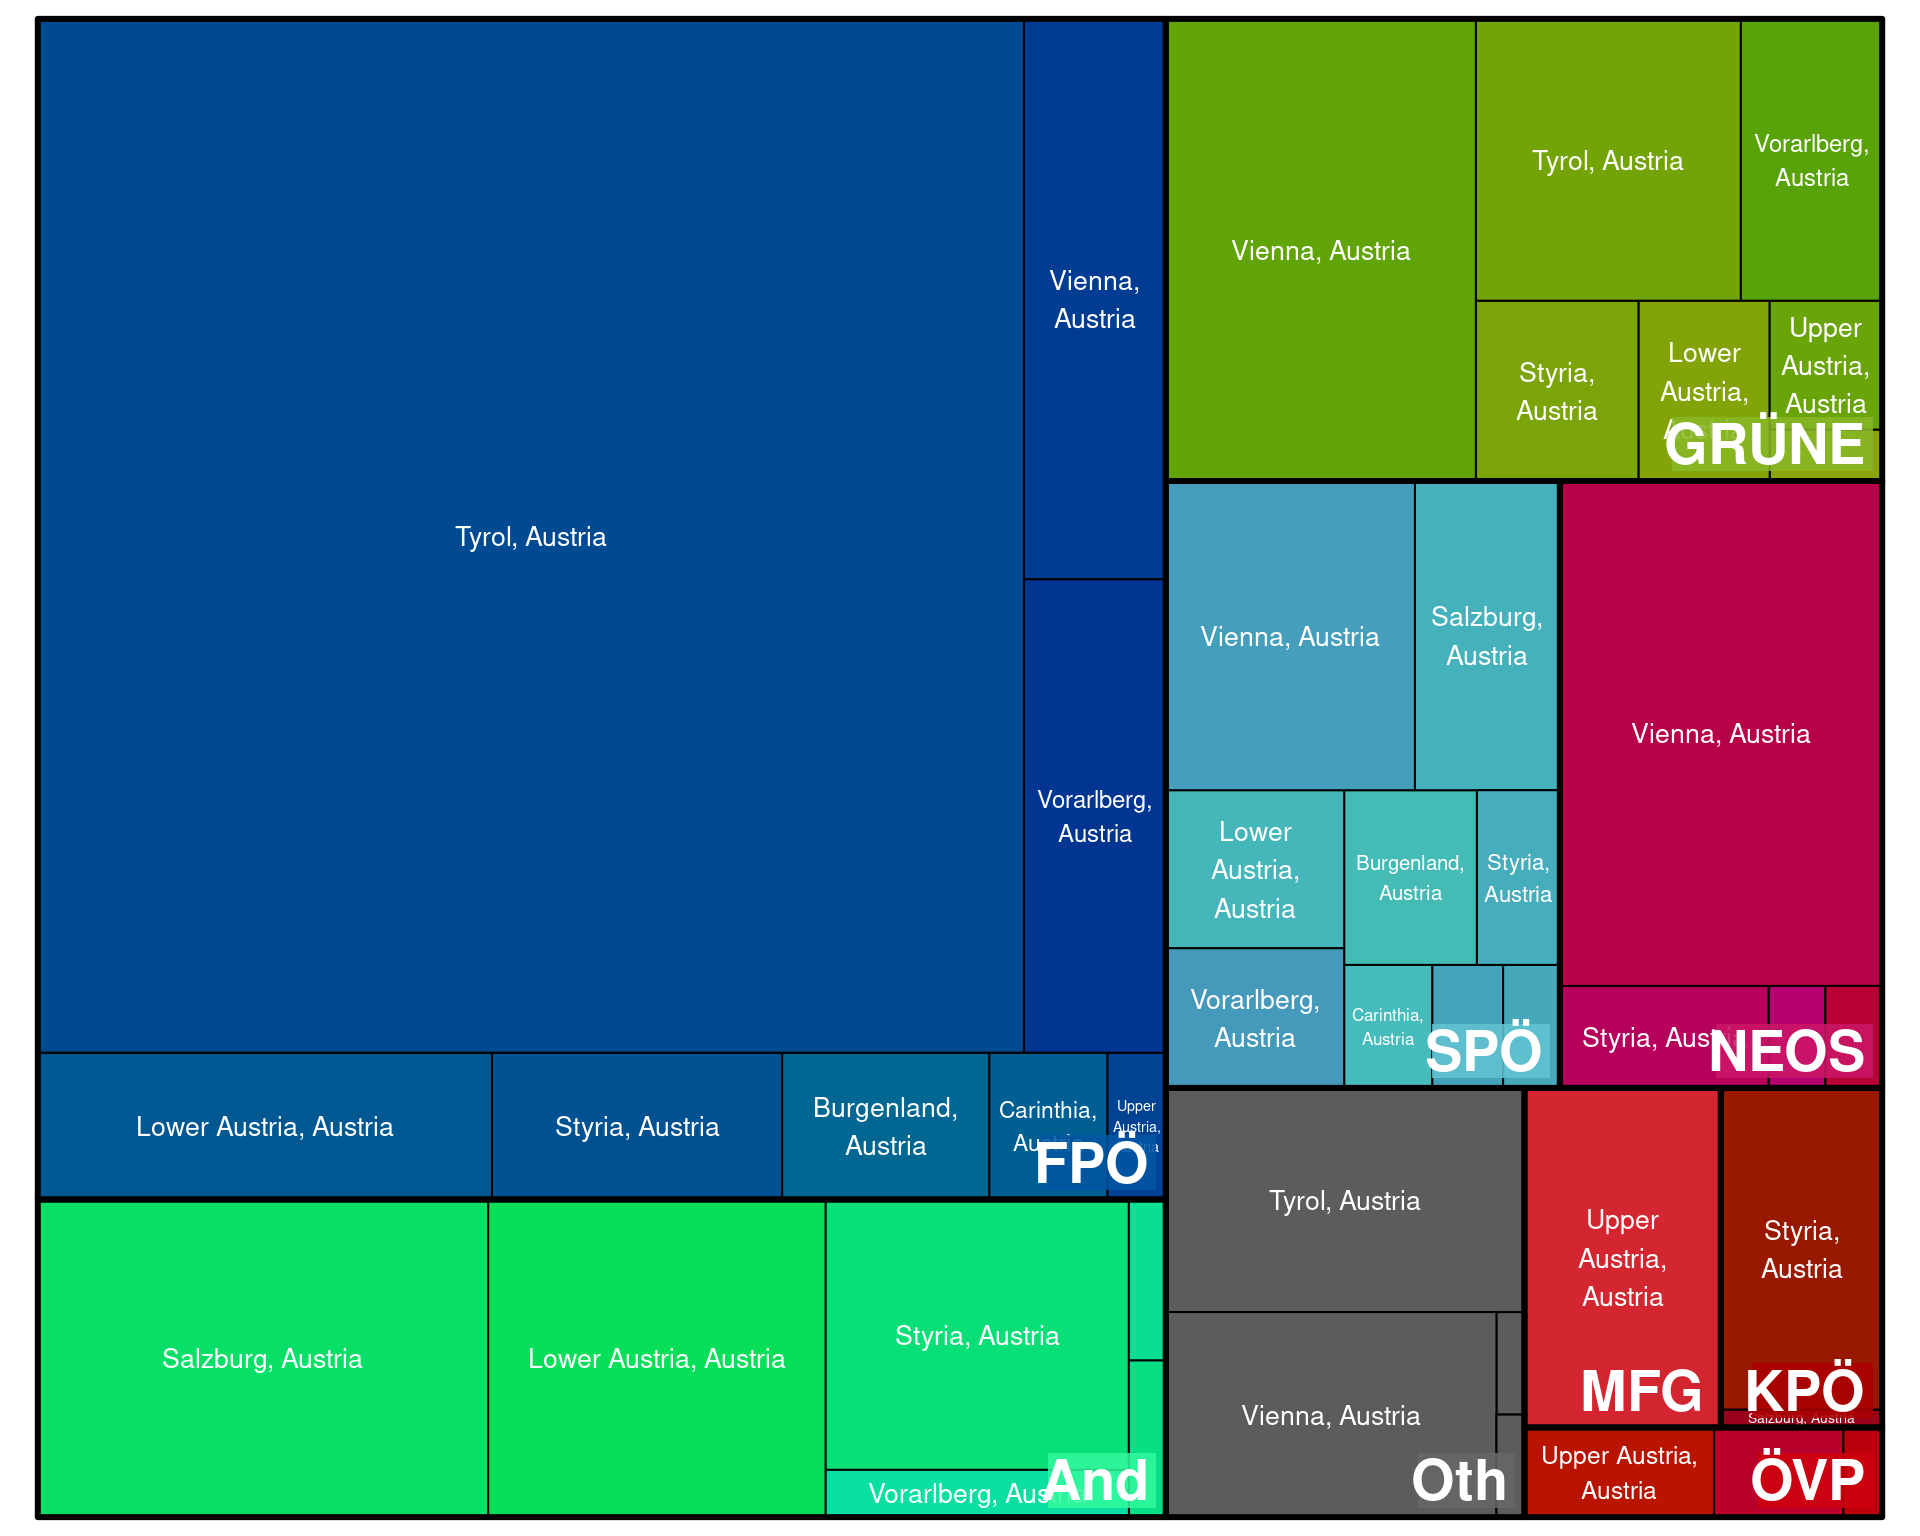 Tyrol, Austria
Vienna,
Austria
Vorarlberg,
Austria
Lower Austria, Austria
Styria, Austria
Burgenland,
Austria
Carinthia,
Upper
Austria,
FPÖ
Salzburg, Austria
Lower Austria, Austria
Styria, Austria
Vorarlberg,
And
Vienna, Austria
Tyrol, Austria
Vorarlberg,
Austria
Styria,
Austria
Lower
Austria,
Upper
Austria,
Austria
GRÜNE
Vienna, Austria
Salzburg,
Austria
Lower
Austria,
Austria
Burgenland,
Austria
Styria,
Austria
Vorarlberg,
Austria
Carinthia,
Austria
SPÖ
Vienna, Austria
Styria,
NEOS
Tyrol, Austria
Vienna, Austria
Oth
Upper
Austria,
Austria
MFG
Styria,
Austria
KPÖ
Salzburg, Austria
Upper Austria,
Austria
ÖVP